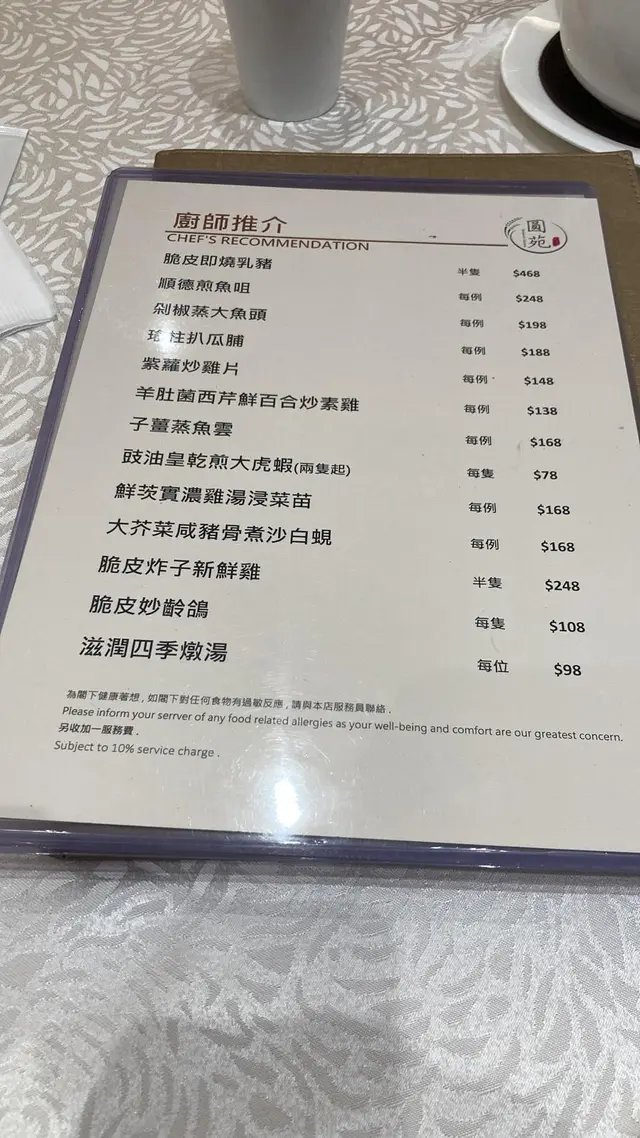 廚師推介
CHEF'S RECOMMENDATION
圓苑
脆皮即燒乳豬 半隻 $468
順德煎魚咀 每例 $248
剁椒蒸大魚頭 每例 $198
瑤柱扒瓜脯 每例 $188
紫蘿炒雞片 每例 $148
羊肚菌西芹鮮百合炒素雞 每例 $138
子薑蒸魚雲 每例 $168
豉油皇乾煎大虎蝦(兩隻起) 每隻 $78
鮮茨實濃雞湯浸菜苗 每例 $168
大芥菜咸豬骨煮沙白蜆 每例 $168
脆皮炸子新鮮雞 半隻 $248
脆皮妙齡鴿 每隻 $108
滋潤四季燉湯 每位 $98
為閣下健康著想 , 如閣下對任何食物有過敏反應 , 請與本店服務員聯絡 .
Please inform your serrver of any food related allergies as your well-being and comfort are our greatest concern.
另收加一服務費 .
Subject to 10% service charge .